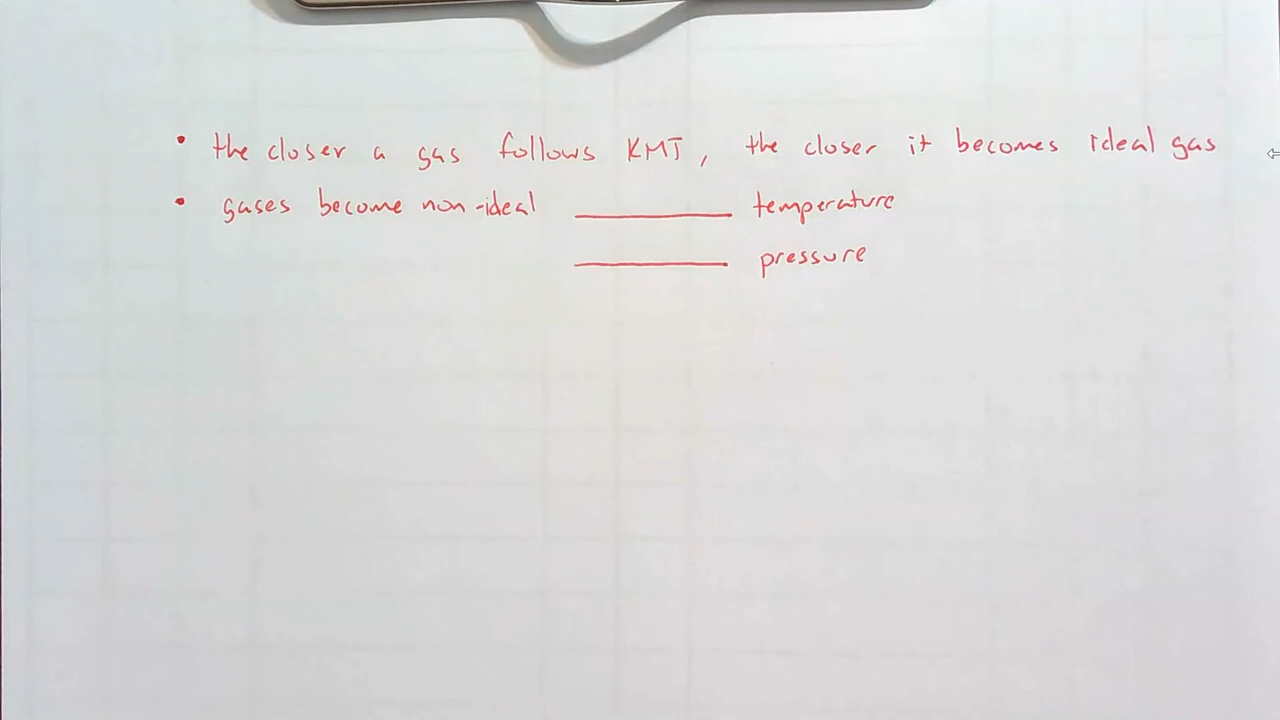 • the closer a gas follows KMT, the closer it becomes ideal gas
• gases become non-ideal ________ temperature
________ pressure